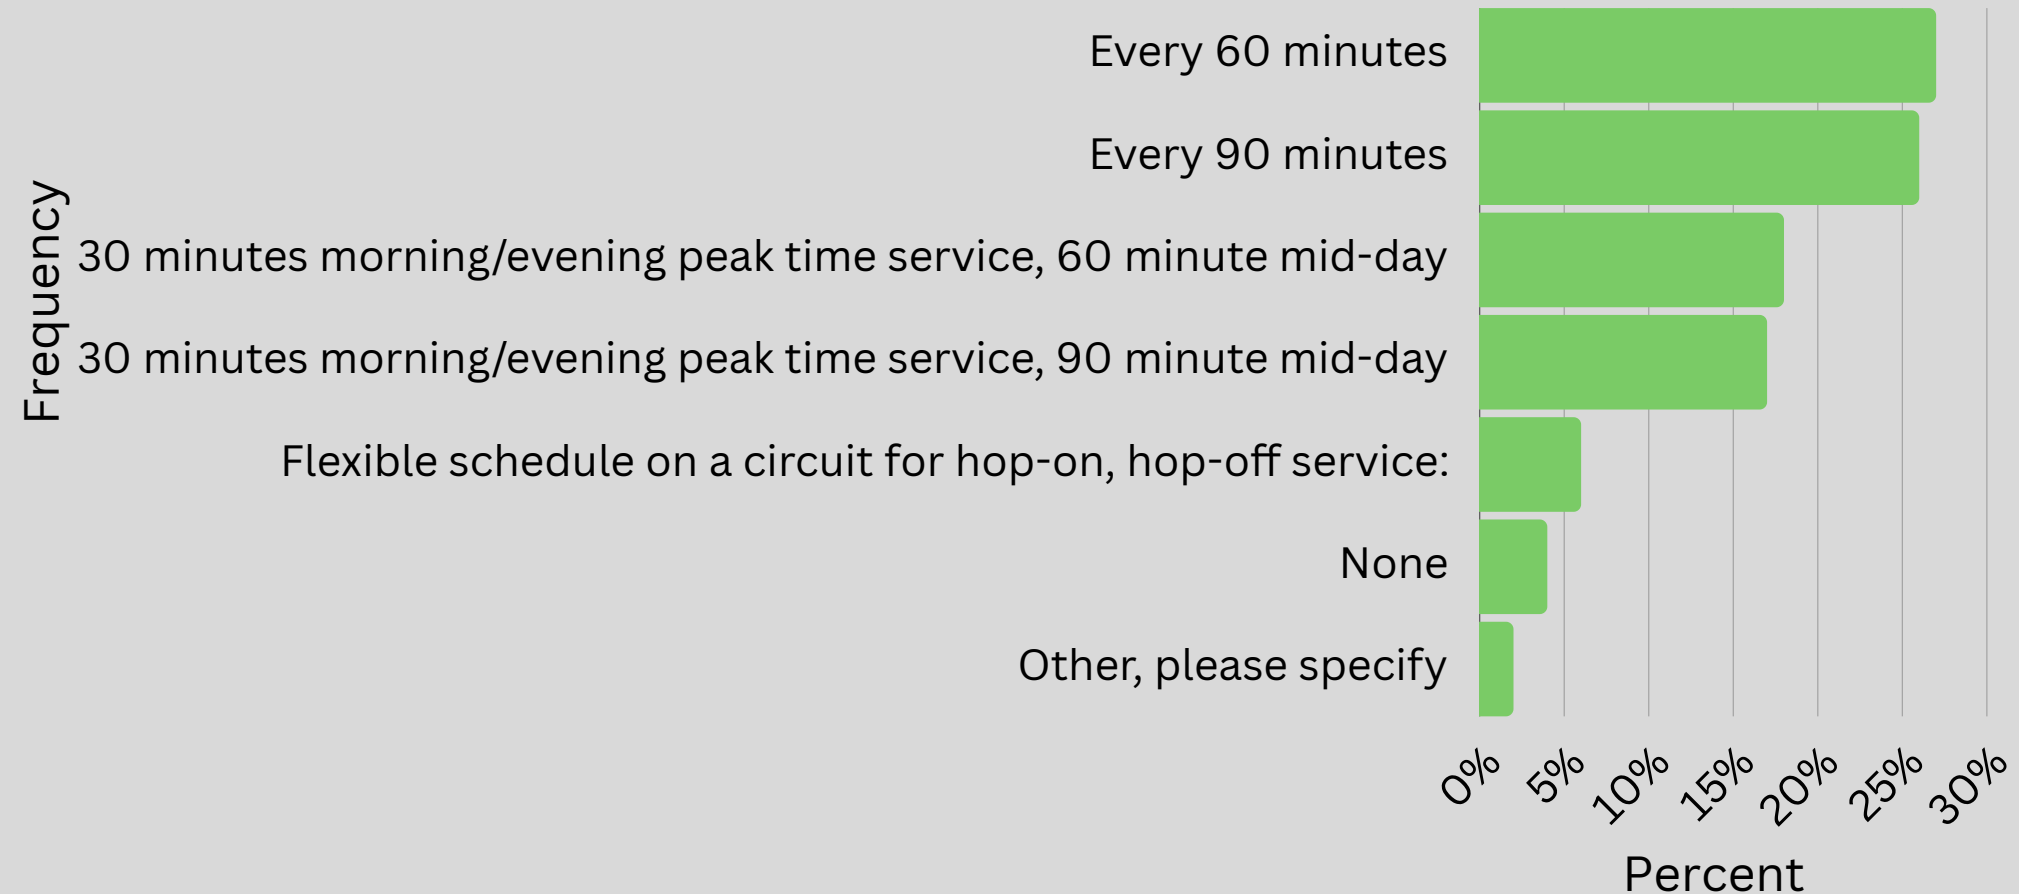 Frequency
Every 60 minutes
Every 90 minutes
30 minutes morning/evening peak time service, 60 minute mid-day
30 minutes morning/evening peak time service, 90 minute mid-day
Flexible schedule on a circuit for hop-on, hop-off service:
None
Other, please specify
0% 5% 10% 15% 20% 25% 30%
Percent